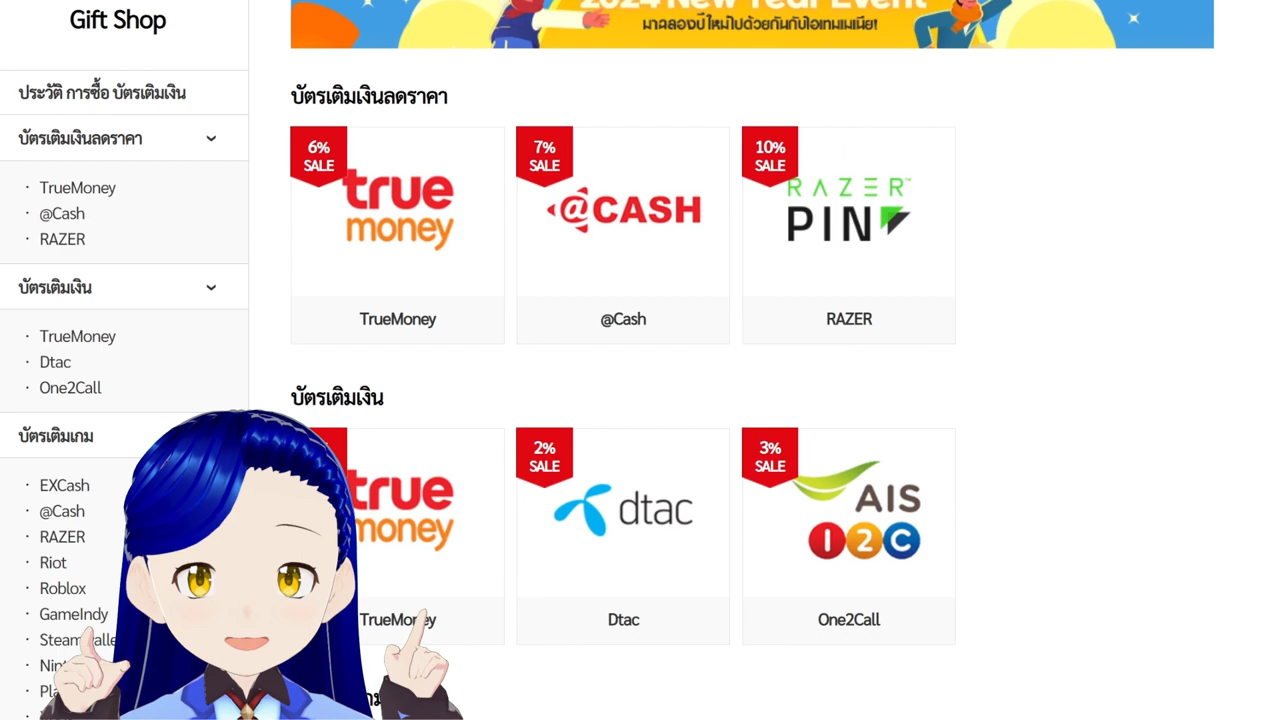 Gift Shop
ประวัติ การซื้อ บัตรเติมเงิน
บัตรเติมเงินลดราคา
· TrueMoney
· @Cash
· RAZER
บัตรเติมเงิน
· TrueMoney
· Dtac
· One2Call
บัตรเติมเกม
· EXCash
· @Cash
· RAZER
· Riot
· Roblox
· GameIndy
2024 New Year Event
มาฉลองปีใหม่ไปด้วยกันกับไอเทมเมเนีย!
บัตรเติมเงินลดราคา
6%
SALE
true
money
TrueMoney
7%
SALE
@CASH
@Cash
10%
SALE
RAZER™
PIN
RAZER
บัตรเติมเงิน
true
money
TrueMoney
2%
SALE
dtac
Dtac
3%
SALE
AIS
12C
One2Call